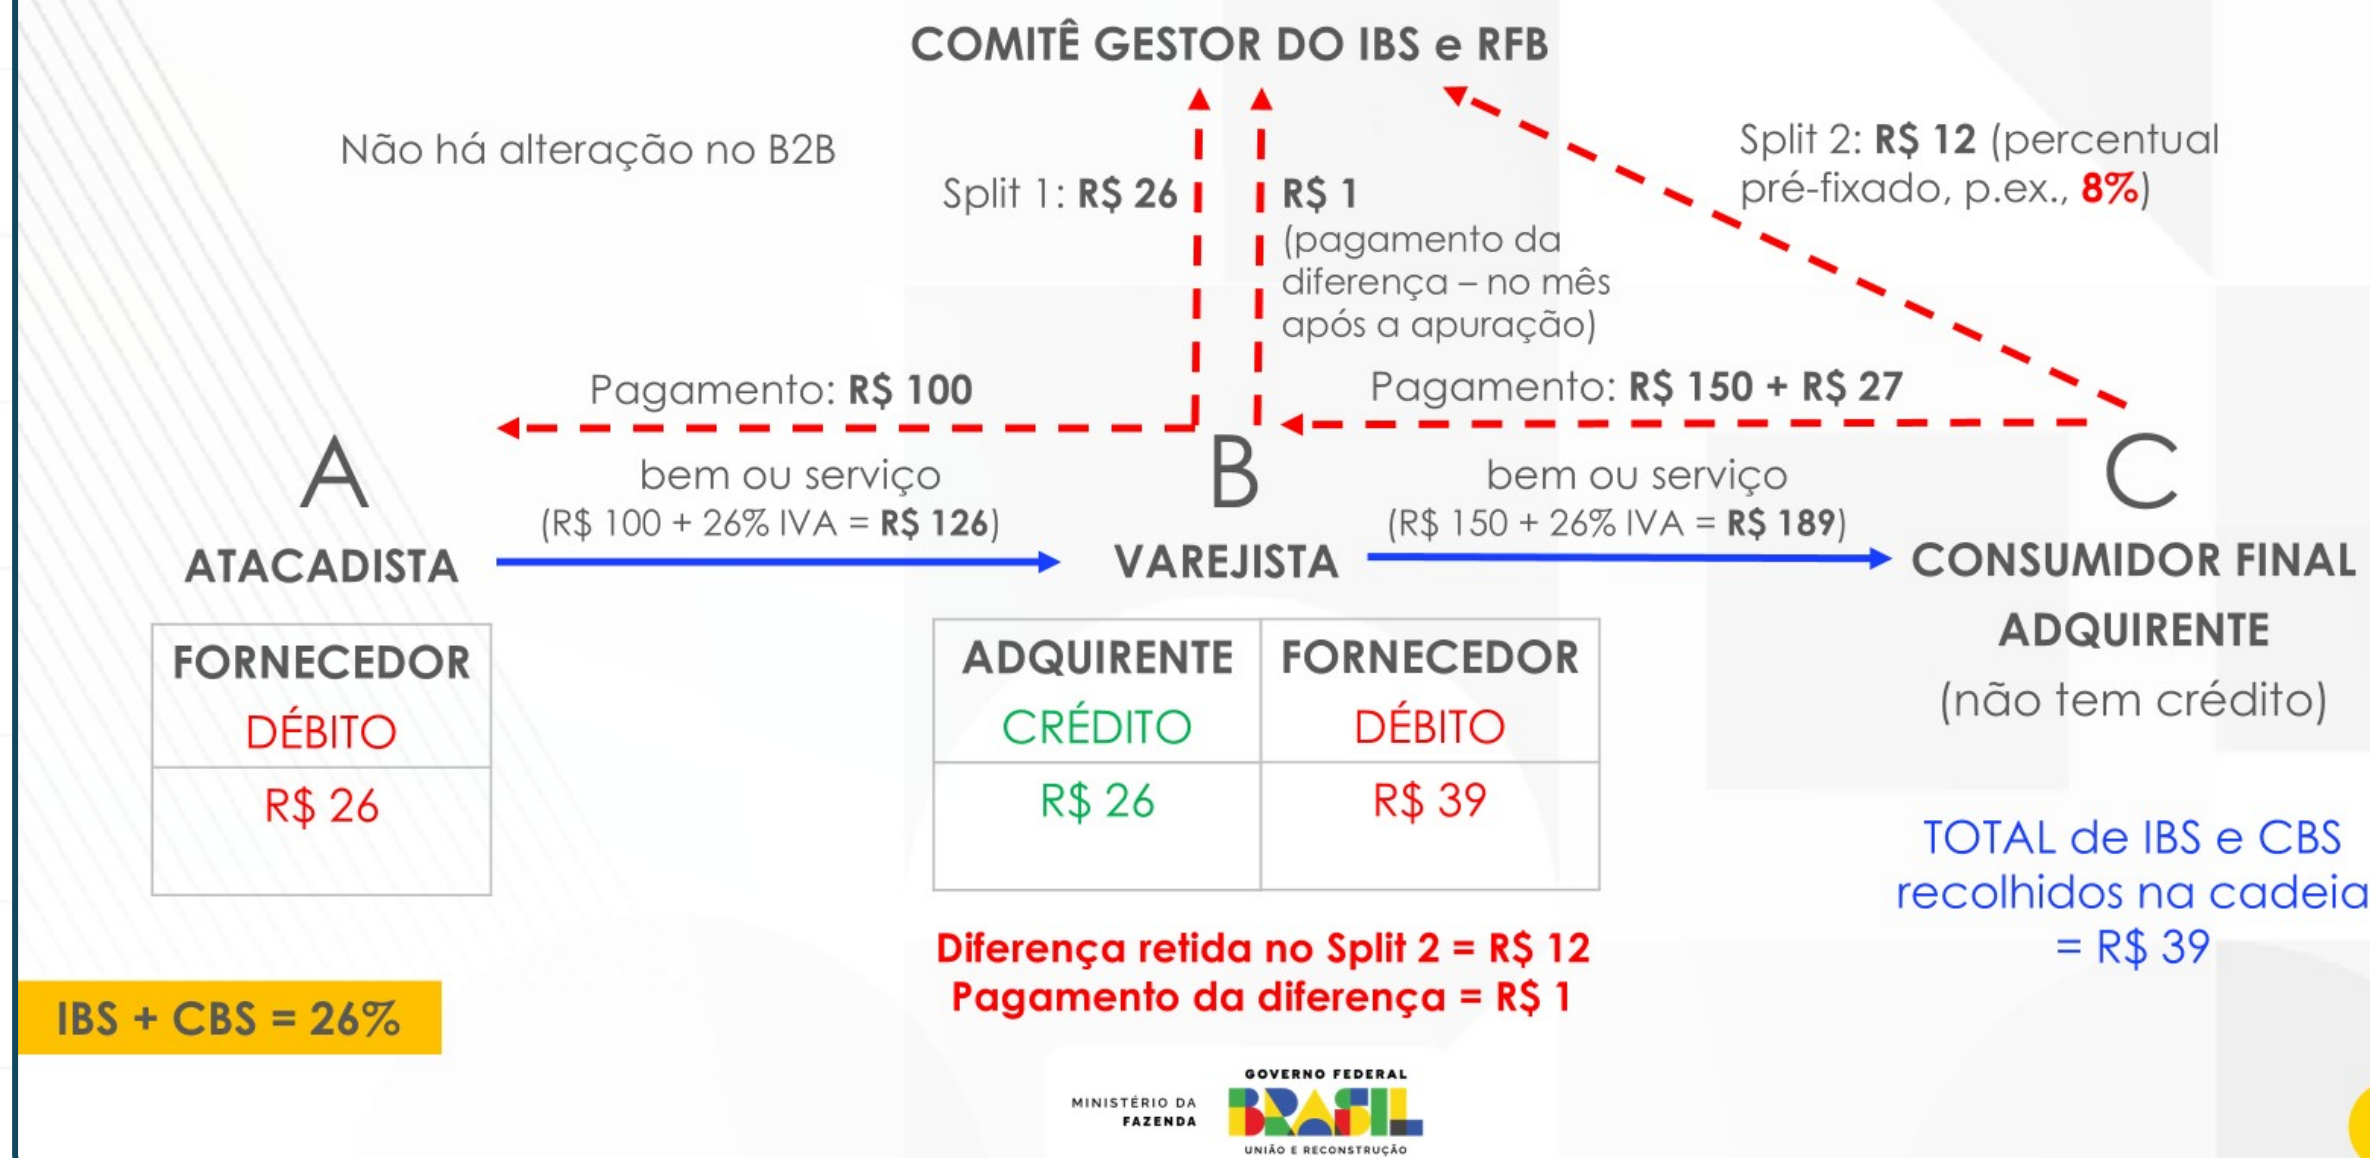 COMITÊ GESTOR DO IBS e RFB
Não há alteração no B2B
Split 1: R$ 26
R$ 1
(pagamento da
diferença – no mês
após a apuração)
Split 2: R$ 12 (percentual
pré-fixado, p.ex., 8%)
Pagamento: R$ 100
Pagamento: R$ 150 + R$ 27
A
ATACADISTA
bem ou serviço
(R$ 100 + 26% IVA = R$ 126)
B
VAREJISTA
bem ou serviço
(R$ 150 + 26% IVA = R$ 189)
C
CONSUMIDOR FINAL
ADQUIRENTE
(não tem crédito)
FORNECEDOR
DÉBITO
R$ 26
ADQUIRENTE
CRÉDITO
R$ 26
FORNECEDOR
DÉBITO
R$ 39
Diferença retida no Split 2 = R$ 12
Pagamento da diferença = R$ 1
TOTAL de IBS e CBS
recolhidos na cadeia
= R$ 39
IBS + CBS = 26%
MINISTÉRIO DA
FAZENDA
GOVERNO FEDERAL
BRASIL
UNIÃO E RECONSTRUÇÃO